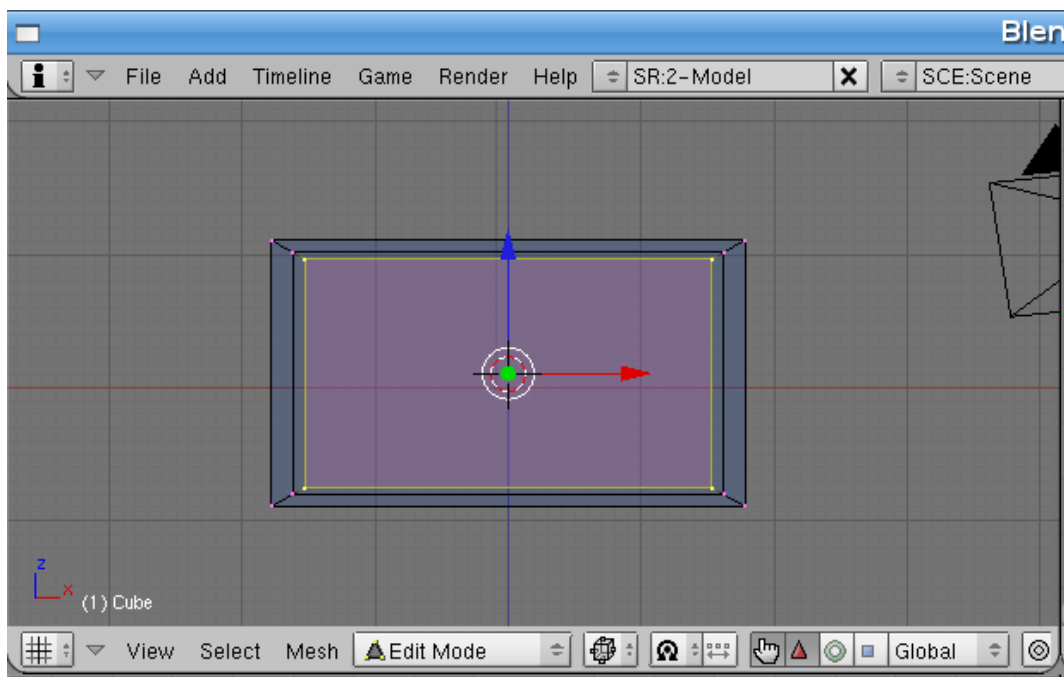 Blen
File Add Timeline Game Render Help SR:2-Model SCE:Scene
z
x
(1) Cube
View Select Mesh Edit Mode Global